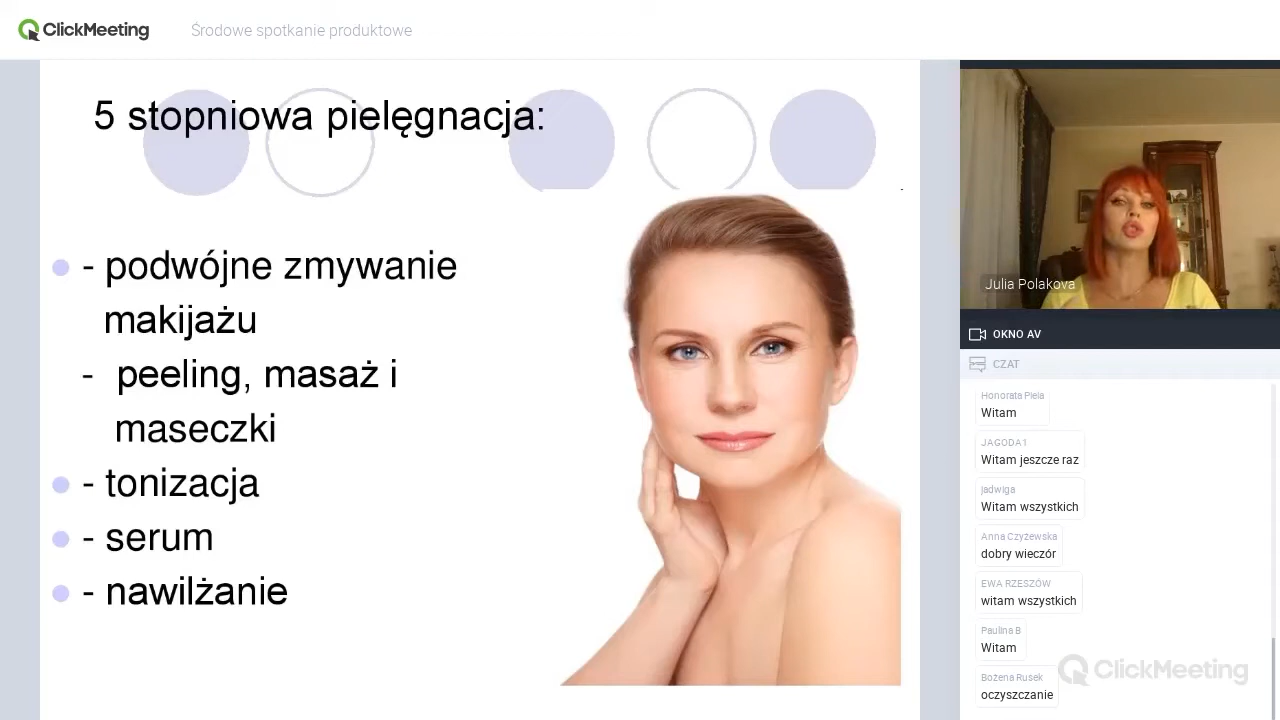 ClickMeeting
Środowe spotkanie produktowe
5 stopniowa pielęgnacja:
- podwójne zmywanie
makijażu
- peeling, masaż i
maseczki
- tonizacja
- serum
- nawilżanie
Julia Polakova
OKNO AV
CZAT
Honorata Piela
Witam
JAGODA1
Witam jeszcze raz
jadwiga
Witam wszystkich
Anna Czyżewska
dobry wieczór
EWA RZESZÓW
witam wszystkich
Paulina B
Witam
Bożena Rusek
oczyszczanie
ClickMeeting